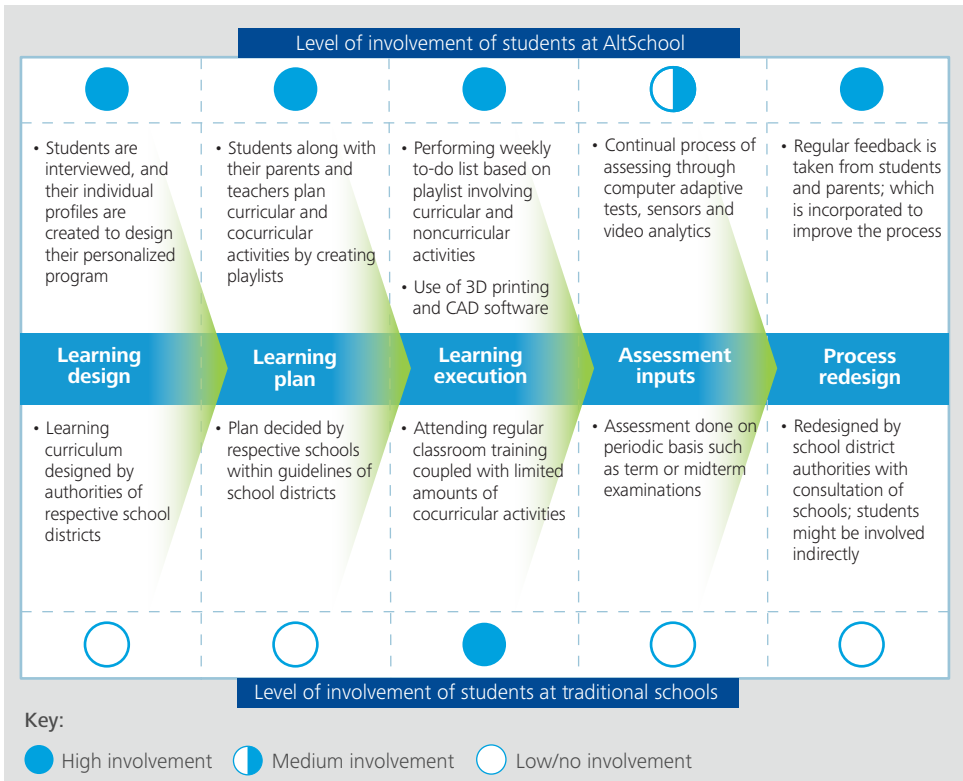 Level of involvement of students at AltSchool
• Students are
interviewed, and
their individual
profiles are
created to design
their personalized
program
• Students along with
their parents and
teachers plan
curricular and
cocurricular
activities by creating
playlists
• Performing weekly
to-do list based on
playlist involving
curricular and
noncurricular
activities
• Use of 3D printing
and CAD software
• Continual process of
assessing through
computer adaptive
tests, sensors and
video analytics
• Regular feedback is
taken from students
and parents; which
is incorporated to
improve the process
Learning
design
Learning
plan
Learning
execution
Assessment
inputs
Process
redesign
• Learning
curriculum
designed by
authorities of
respective school
districts
• Plan decided by
respective schools
within guidelines of
school districts
• Attending regular
classroom training
coupled with limited
amounts of
cocurricular activities
• Assessment done on
periodic basis such
as term or midterm
examinations
• Redesigned by
school district
authorities with
consultation of
schools; students
might be involved
indirectly
Level of involvement of students at traditional schools
Key:
High involvement
Medium involvement
Low/no involvement